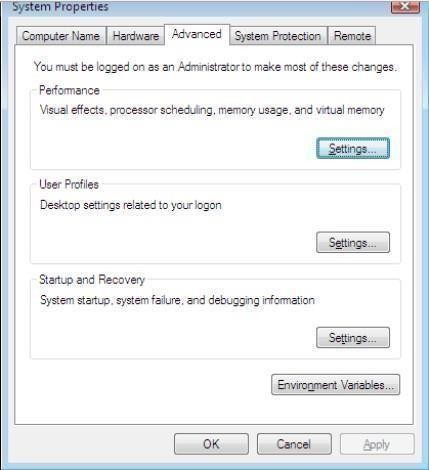 System Properties
Computer Name Hardware Advanced System Protection Remote
You must be logged on as an Administrator to make most of these changes.
Performance
Visual effects, processor scheduling, memory usage, and virtual memory
Settings...
User Profiles
Desktop settings related to your logon
Settings...
Startup and Recovery
System startup, system failure, and debugging information
Settings...
Environment Variables...
OK Cancel Apply